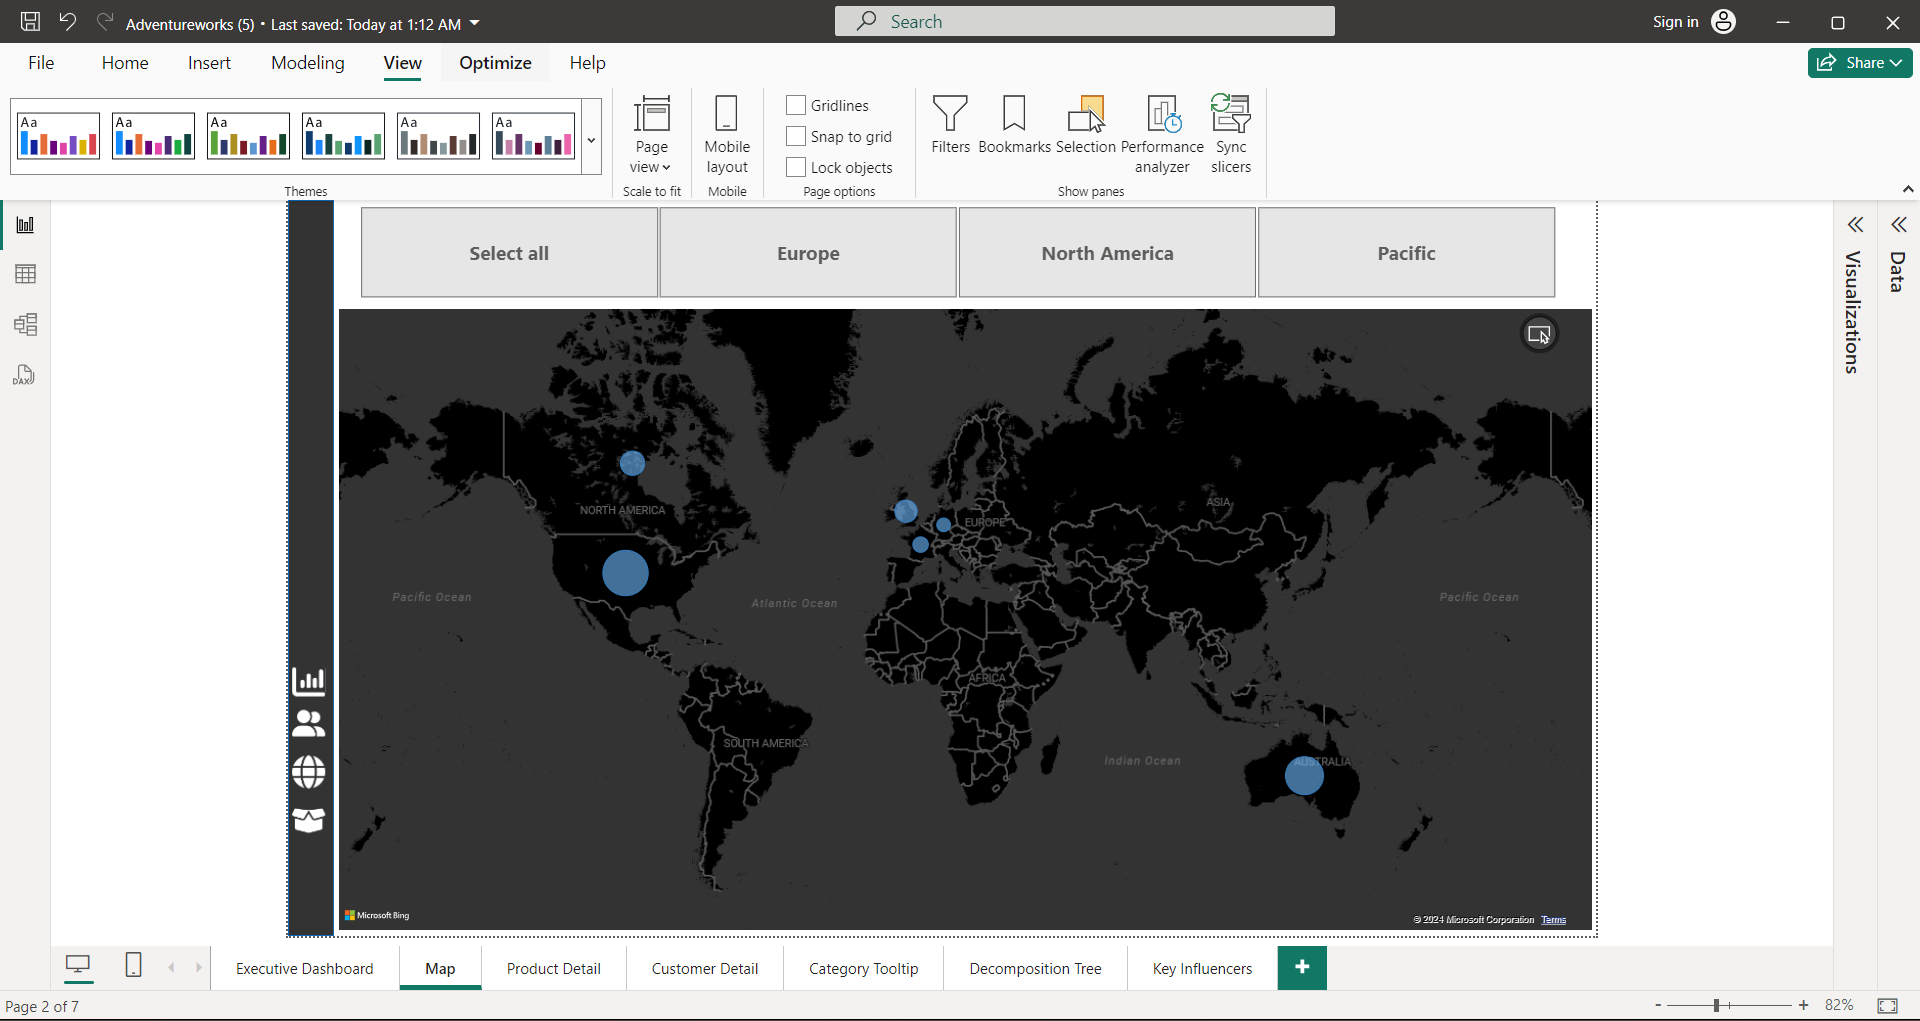 Adventureworks (5) • Last saved: Today at 1:12 AM
Search
Sign in
File
Home
Insert
Modeling
View
Optimize
Help
Share
Aa
Aa
Aa
Aa
Aa
Aa
Themes
Page view
Scale to fit
Mobile layout
Mobile
Gridlines
Snap to grid
Lock objects
Page options
Filters
Bookmarks
Selection
Performance analyzer
Sync slicers
Show panes
DAX
Select all
Europe
North America
Pacific
Visualizations
Data
NORTH AMERICA
EUROPE
ASIA
Pacific Ocean
Atlantic Ocean
Pacific Ocean
AFRICA
SOUTH AMERICA
Indian Ocean
AUSTRALIA
Microsoft Bing
© 2024 Microsoft Corporation Terms
Executive Dashboard
Map
Product Detail
Customer Detail
Category Tooltip
Decomposition Tree
Key Influencers
+
Page 2 of 7
- + 82%